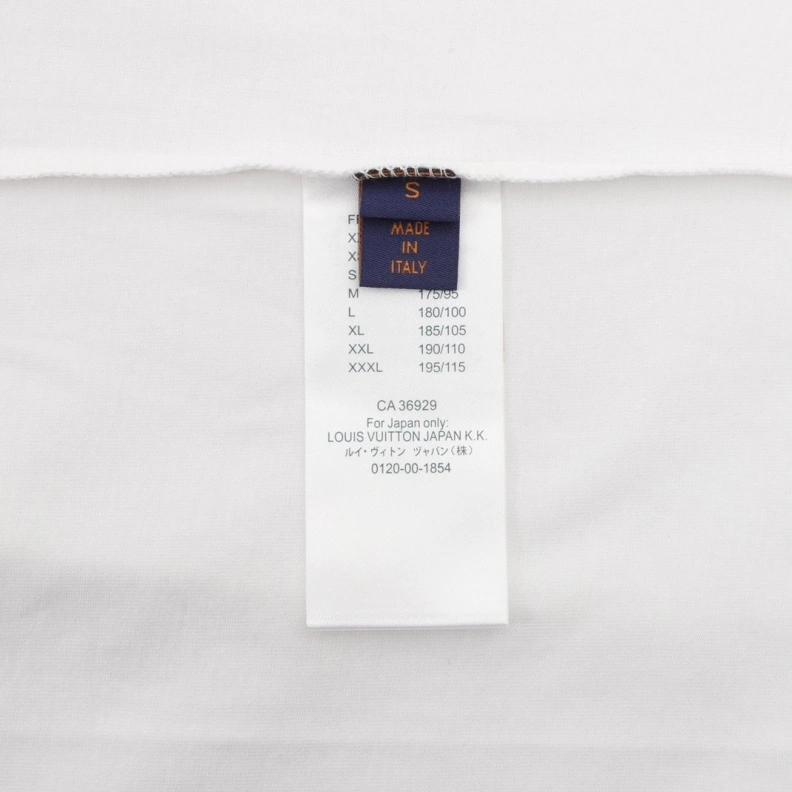 S
MADE
IN
ITALY
S
M 175/95
L 180/100
XL 185/105
XXL 190/110
XXXL 195/115
CA 36929
For Japan only:
LOUIS VUITTON JAPAN K.K.
ルイ・ヴィトン ヅャパン(株)
0120-00-1854